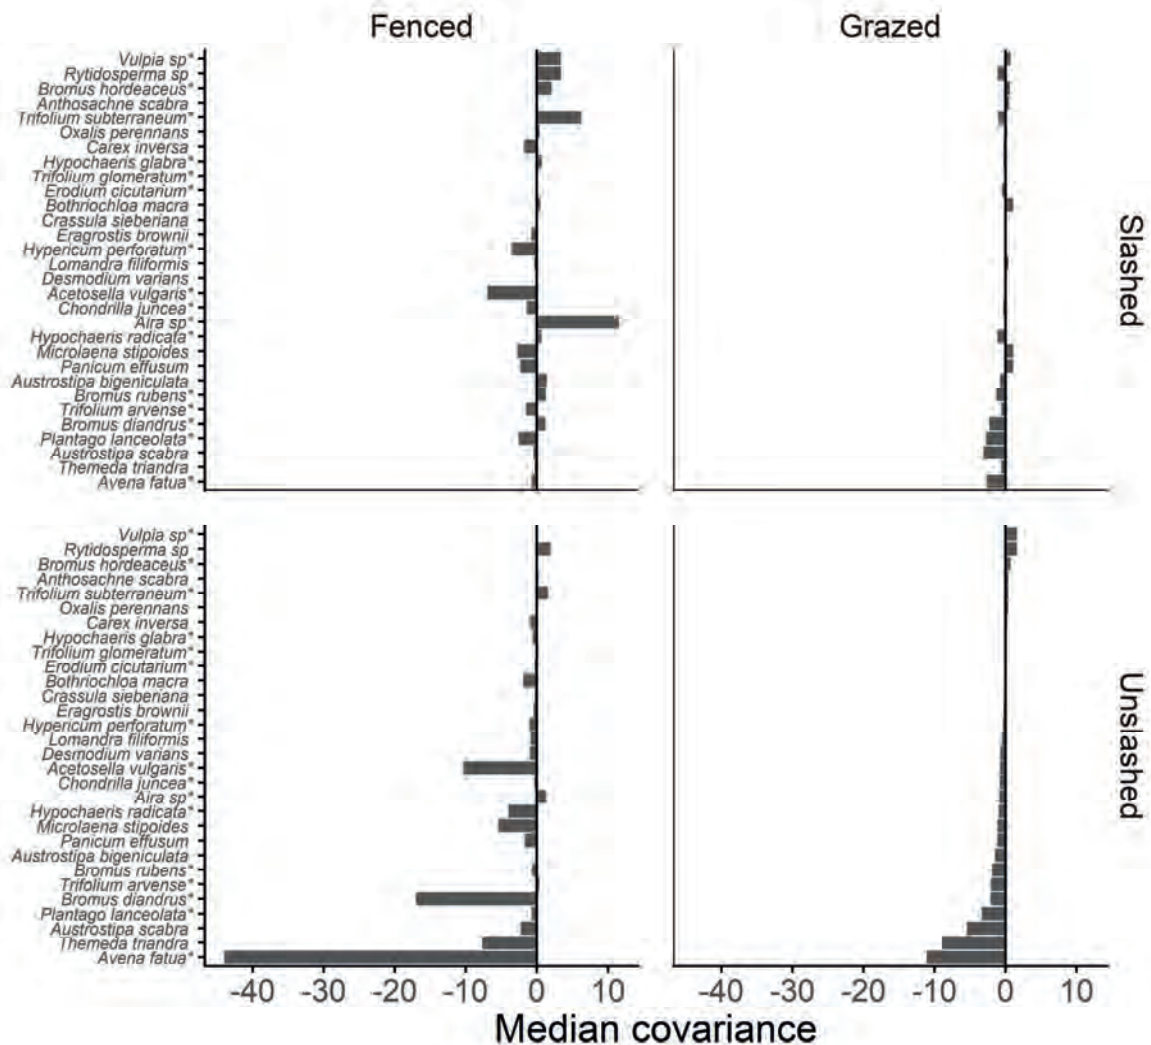 Fenced Grazed
Vulpia sp*
Rytidosperma sp
Bromus hordeaceus*
Anthosachne scabra
Trifolium subterraneum*
Oxalis perennans
Carex inversa
Hypochaeris glabra*
Trifolium glomeratum*
Erodium cicutarium*
Bothriochloa macra
Crassula sieberiana
Eragrostis brownii
Hypericum perforatum*
Lomandra filiformis
Desmodium varians
Acetosella vulgaris*
Chondrilla juncea*
Aira sp*
Hypochaeris radicata*
Microlaena stipoides
Panicum effusum
Austrostipa bigeniculata
Bromus rubens*
Trifolium arvense*
Bromus diandrus*
Plantago lanceolata*
Austrostipa scabra
Themeda triandra
Avena fatua*
Slashed
Vulpia sp*
Rytidosperma sp
Bromus hordeaceus*
Anthosachne scabra
Trifolium subterraneum*
Oxalis perennans
Carex inversa
Hypochaeris glabra*
Trifolium glomeratum*
Erodium cicutarium*
Bothriochloa macra
Crassula sieberiana
Eragrostis brownii
Hypericum perforatum*
Lomandra filiformis
Desmodium varians
Acetosella vulgaris*
Chondrilla juncea*
Aira sp*
Hypochaeris radicata*
Microlaena stipoides
Panicum effusum
Austrostipa bigeniculata
Bromus rubens*
Trifolium arvense*
Bromus diandrus*
Plantago lanceolata*
Austrostipa scabra
Themeda triandra
Avena fatua*
Unslashed
-40 -30 -20 -10 0 10 -40 -30 -20 -10 0 10
Median covariance